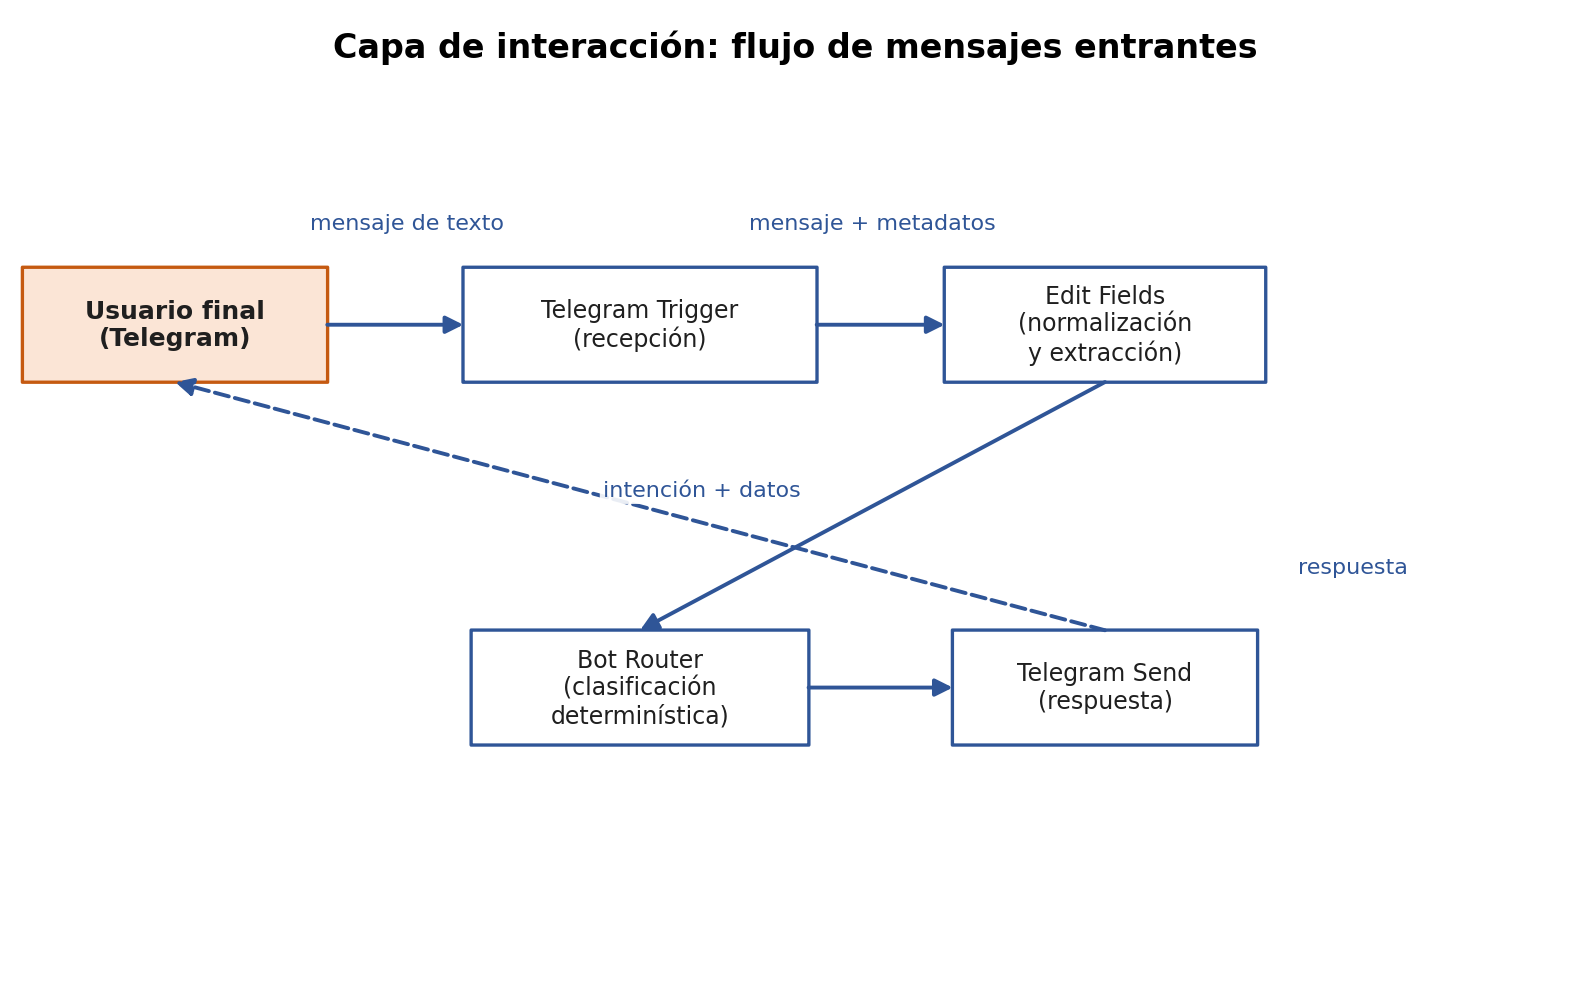 Capa de interacción: flujo de mensajes entrantes
mensaje de texto
mensaje + metadatos
Usuario final
(Telegram)
Telegram Trigger
(recepción)
Edit Fields
(normalización
y extracción)
intención + datos
respuesta
Bot Router
(clasificación
determinística)
Telegram Send
(respuesta)